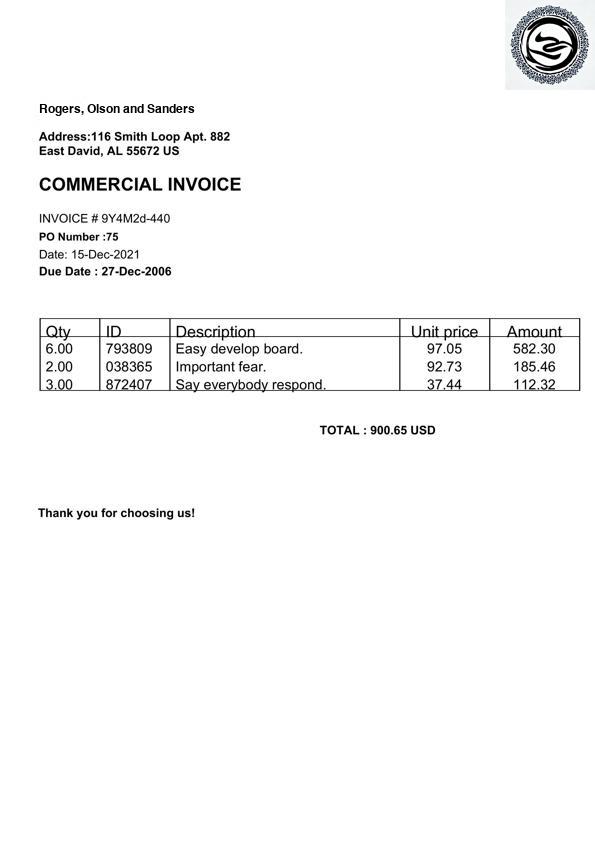 Rogers, Olson and Sanders
Address:116 Smith Loop Apt. 882
East David, AL 55672 US
COMMERCIAL INVOICE
INVOICE # 9Y4M2d-440
PO Number :75
Date: 15-Dec-2021
Due Date : 27-Dec-2006
Qty ID Description Unit price Amount
6.00 793809 Easy develop board. 97.05 582.30
2.00 038365 Important fear. 92.73 185.46
3.00 872407 Say everybody respond. 37.44 112.32
TOTAL : 900.65 USD
Thank you for choosing us!